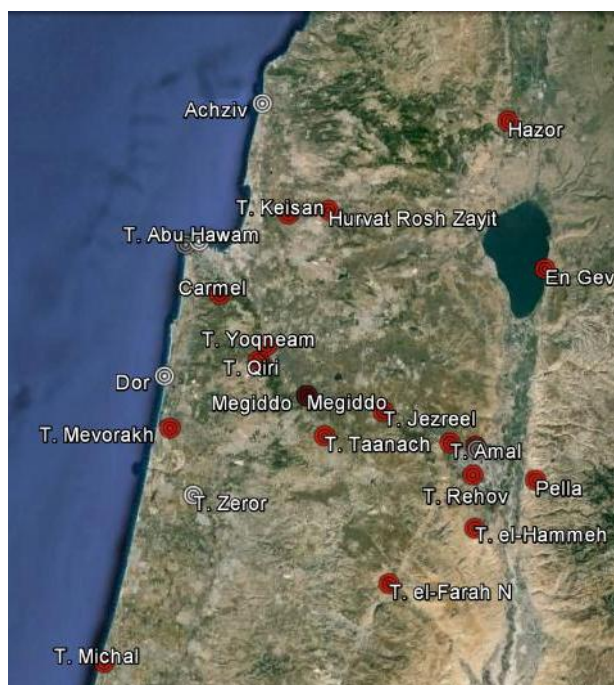 Achziv
Hazor
T. Keisan
Hurvat Rosh Zayit
T. Abu Hawam
En Gev
Carmel
T. Yoqneam
T. Qiri
Dor
Megiddo
Megiddo
T. Jezreel
T. Mevorakh
T. Taanach
T. Amal
T. Rehov
Pella
T. Zeror
T. el-Hammeh
T. el-Farah N
T. Michal